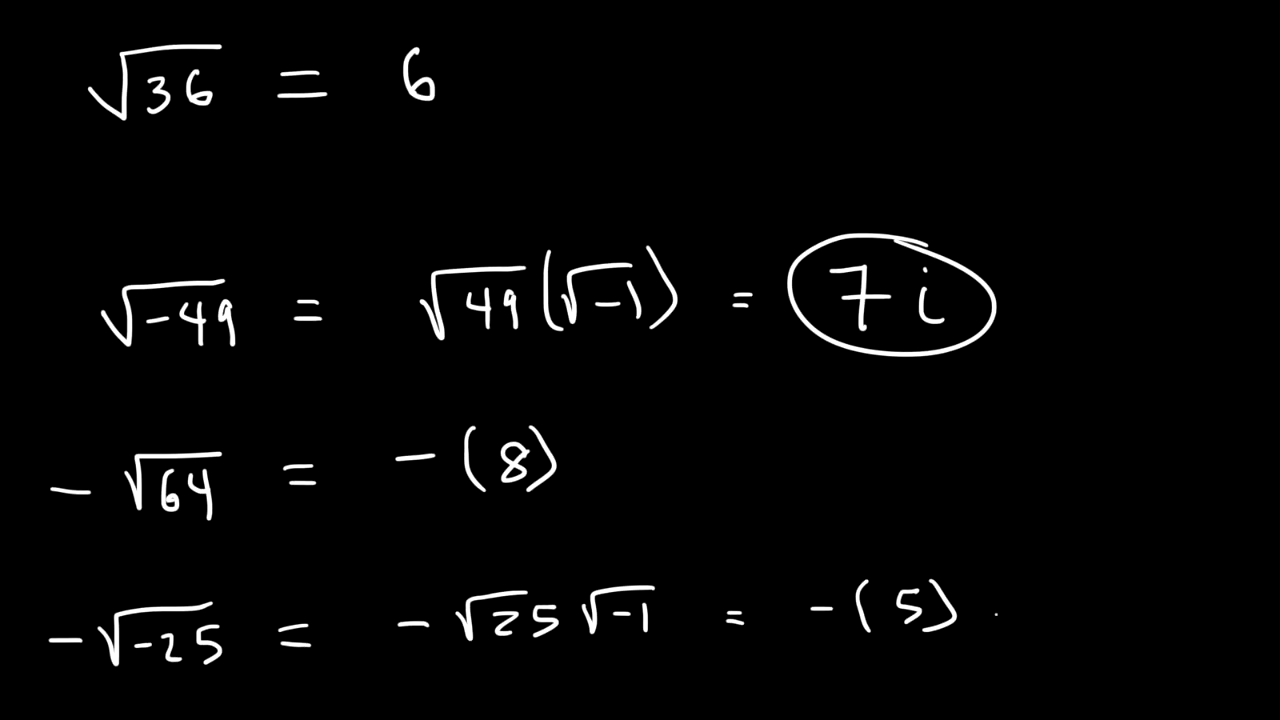 √36 = 6
√-49 = √49 (√-1) = 7i
- √64 = - (8)
- √-25 = - √25 √-1 = - (5)